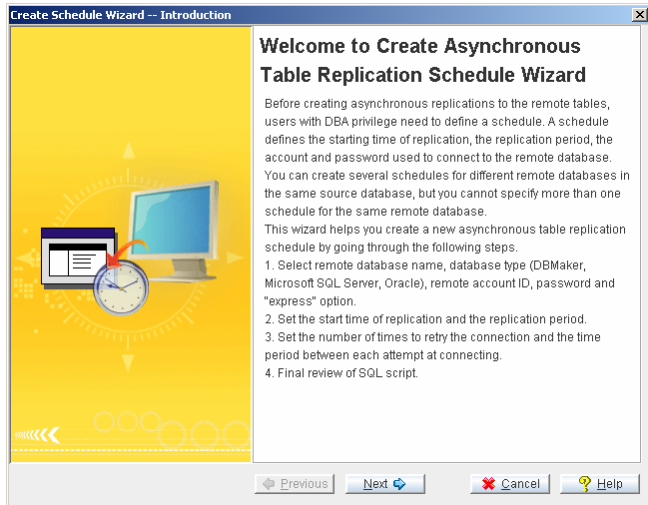 Create Schedule Wizard -- Introduction
Welcome to Create Asynchronous
Table Replication Schedule Wizard
Before creating asynchronous replications to the remote tables,
users with DBA privilege need to define a schedule. A schedule
defines the starting time of replication, the replication period, the
account and password used to connect to the remote database.
You can create several schedules for different remote databases in
the same source database, but you cannot specify more than one
schedule for the same remote database.
This wizard helps you create a new asynchronous table replication
schedule by going through the following steps.
1. Select remote database name, database type (DBMaker,
Microsoft SQL Server, Oracle), remote account ID, password and
"express" option.
2. Set the start time of replication and the replication period.
3. Set the number of times to retry the connection and the time
period between each attempt at connecting.
4. Final review of SQL script.
Previous Next Cancel Help